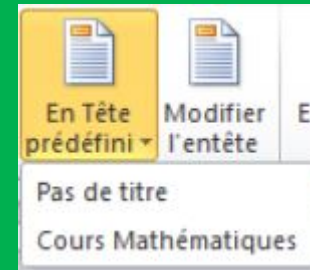 En Tête Modifier E
prédéfini l'entête
Pas de titre
Cours Mathématiques